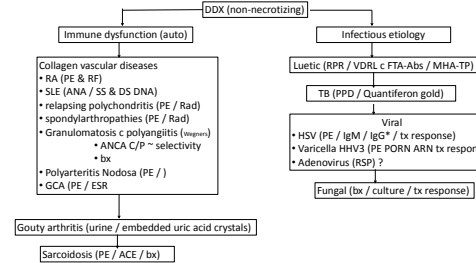 DDX (non-necrotizing)
Immune dysfunction (auto)
Collagen vascular diseases
• RA (PE & RF)
• SLE (ANA / SS & DS DNA)
• relapsing polychondritis (PE / Rad)
• spondylarthropathies (PE / Rad)
• Granulomatosis c polyangiitis (Wegners)
• ANCA C/P ~ selectivity
• bx
• Polyarteritis Nodosa (PE / )
• GCA (PE / ESR
Gouty arthritis (urine / embedded uric acid crystals)
Sarcoidosis (PE / ACE / bx)
Infectious etiology
Luetic (RPR / VDRL c FTA-Abs / MHA-TP)
TB (PPD / Quantiferon gold)
Viral
• HSV (PE / IgM / IgG* / tx response)
• Varicella HHV3 (PE PORN ARN tx respon
• Adenovirus (RSP) ?
Fungal (bx / culture / tx response)